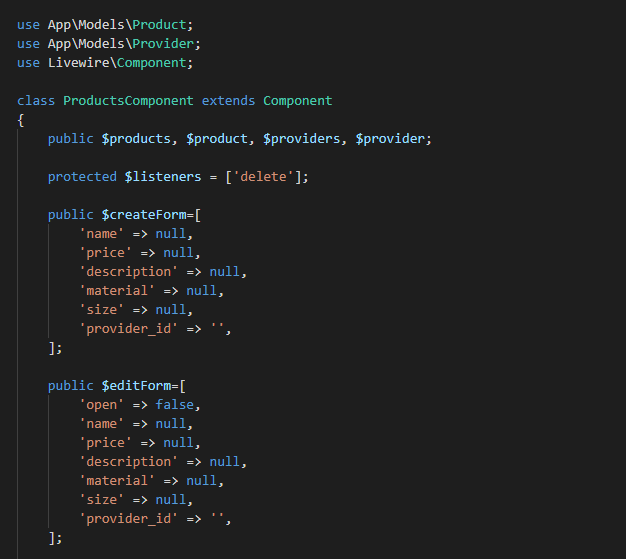 use App\Models\Product;
use App\Models\Provider;
use Livewire\Component;
class ProductsComponent extends Component
{
public $products, $product, $providers, $provider;
protected $listeners = ['delete'];
public $createForm=[
'name' => null,
'price' => null,
'description' => null,
'material' => null,
'size' => null,
'provider_id' => '',
];
public $editForm=[
'open' => false,
'name' => null,
'price' => null,
'description' => null,
'material' => null,
'size' => null,
'provider_id' => '',
];